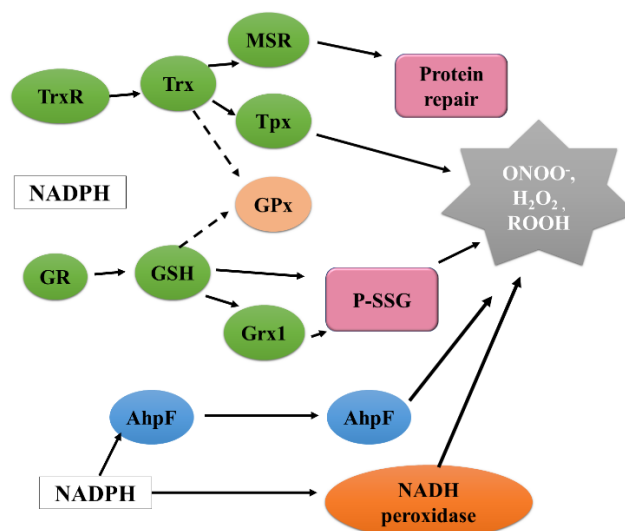 MSR
Protein
repair
TrxR
Trx
Tpx
ONOO⁻,
H₂O₂ ,
ROOH
NADPH
GPx
GR
GSH
P-SSG
Grx1
AhpF
AhpF
NADPH
NADH
peroxidase